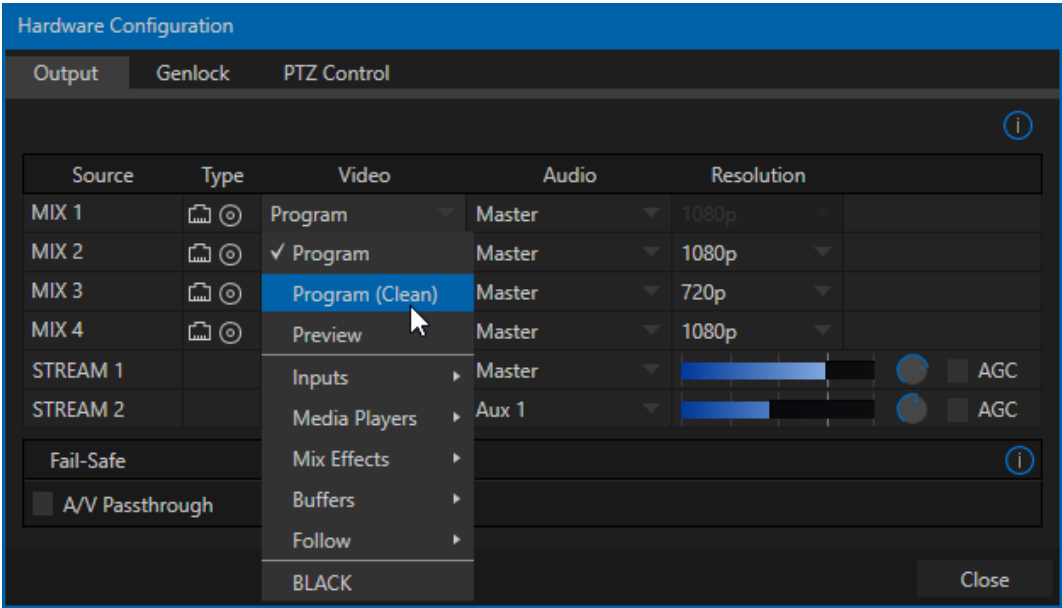 Hardware Configuration
Output Genlock PTZ Control
Source Type Video Audio Resolution
MIX 1 Program Master 1080p
MIX 2 ✓ Program Master 1080p
MIX 3 Program (Clean) Master 720p
MIX 4 Preview Master 1080p
STREAM 1 Inputs Master AGC
STREAM 2 Media Players Aux 1 AGC
Fail-Safe Mix Effects
A/V Passthrough Buffers
Follow
BLACK Close